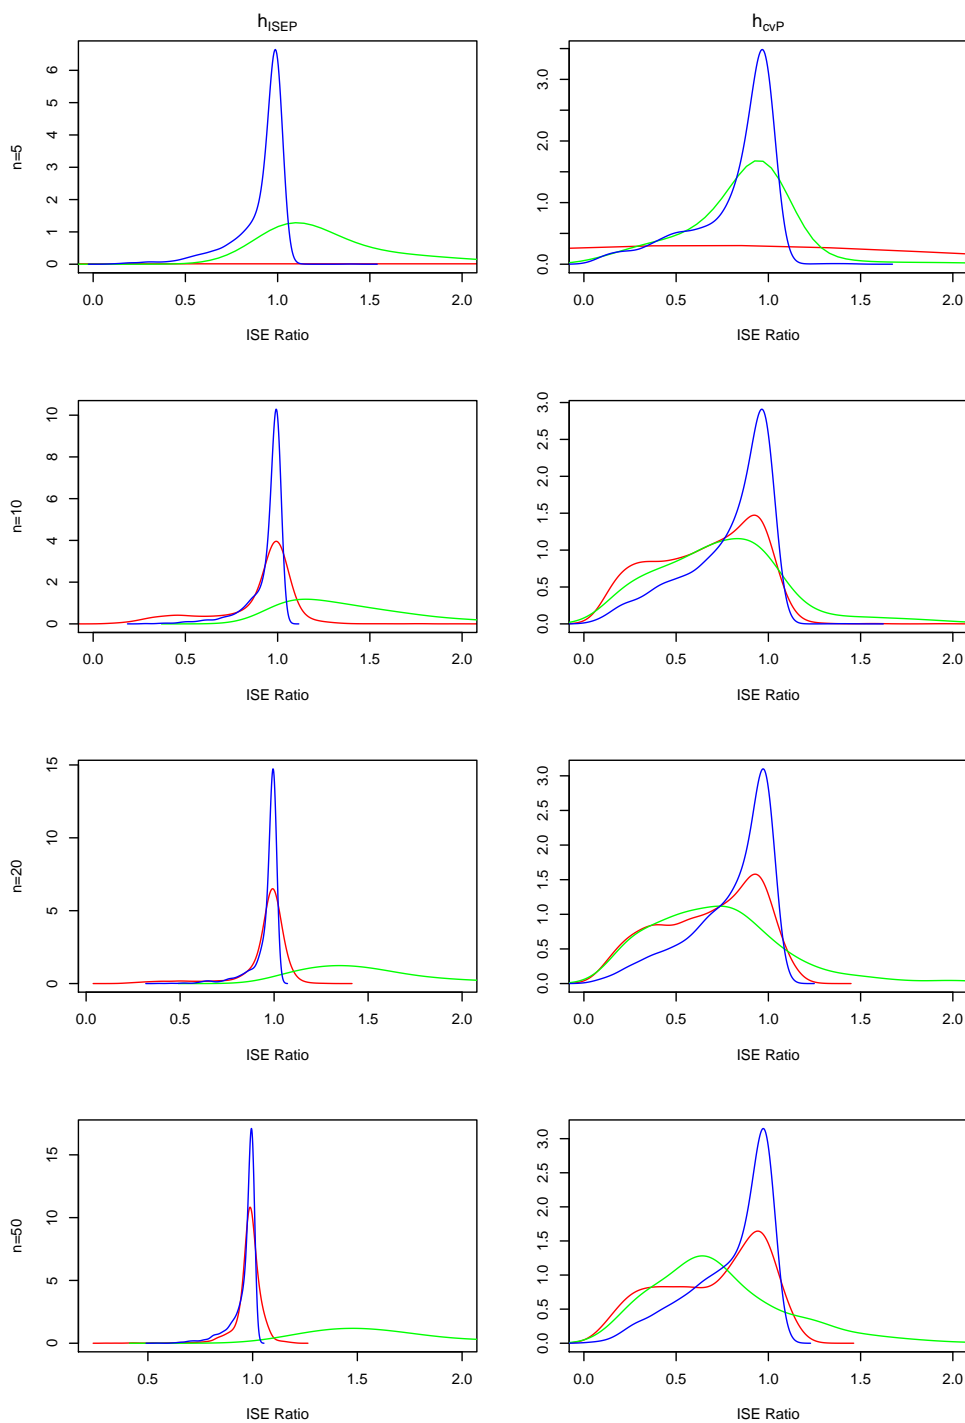 h_ISEP
h_cvP
n=5
0 1 2 3 4 5 6
0.0 0.5 1.0 1.5 2.0
ISE Ratio
0.0 1.0 2.0 3.0
0.0 0.5 1.0 1.5 2.0
ISE Ratio
n=10
0 2 4 6 8 10
0.0 0.5 1.0 1.5 2.0
ISE Ratio
0.0 0.5 1.0 1.5 2.0 2.5 3.0
0.0 0.5 1.0 1.5 2.0
ISE Ratio
n=20
0 5 10 15
0.0 0.5 1.0 1.5 2.0
ISE Ratio
0.0 0.5 1.0 1.5 2.0 2.5 3.0
0.0 0.5 1.0 1.5 2.0
ISE Ratio
n=50
0 5 10 15
0.5 1.0 1.5 2.0
ISE Ratio
0.0 0.5 1.0 1.5 2.0 2.5 3.0
0.0 0.5 1.0 1.5 2.0
ISE Ratio